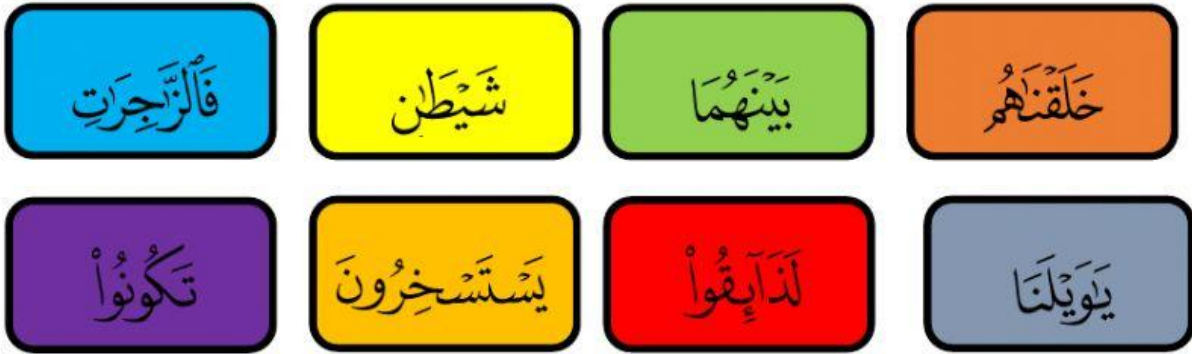 خَلَقْنَٰهُم بَيْنَهُمَا شَيْطَٰنٍ فَٱلزَّٰجِرَٰتِ
يَٰوَيْلَنَا لَذَآئِقُوا۟ يَسْتَسْخِرُونَ تَكُونُوا۟